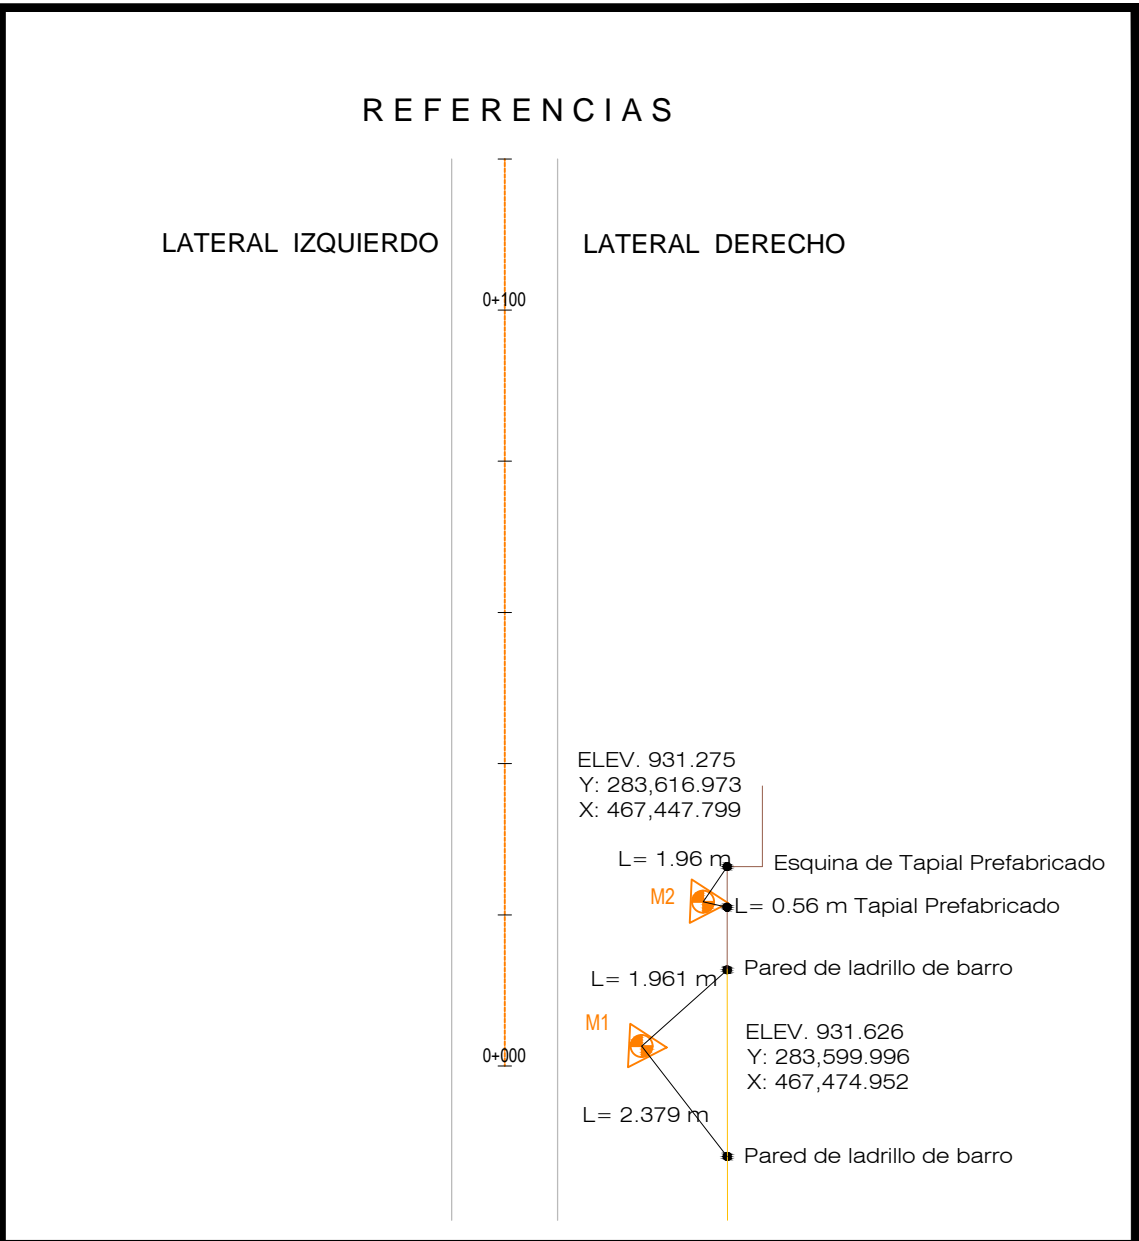 REFERENCIAS
LATERAL IZQUIERDO
LATERAL DERECHO
0+100
ELEV. 931.275
Y: 283,616.973
X: 467,447.799
L= 1.96 m
Esquina de Tapial Prefabricado
M2
L= 0.56 m Tapial Prefabricado
Pared de ladrillo de barro
L= 1.961 m
M1
ELEV. 931.626
Y: 283,599.996
X: 467,474.952
0+000
L= 2.379 m
Pared de ladrillo de barro